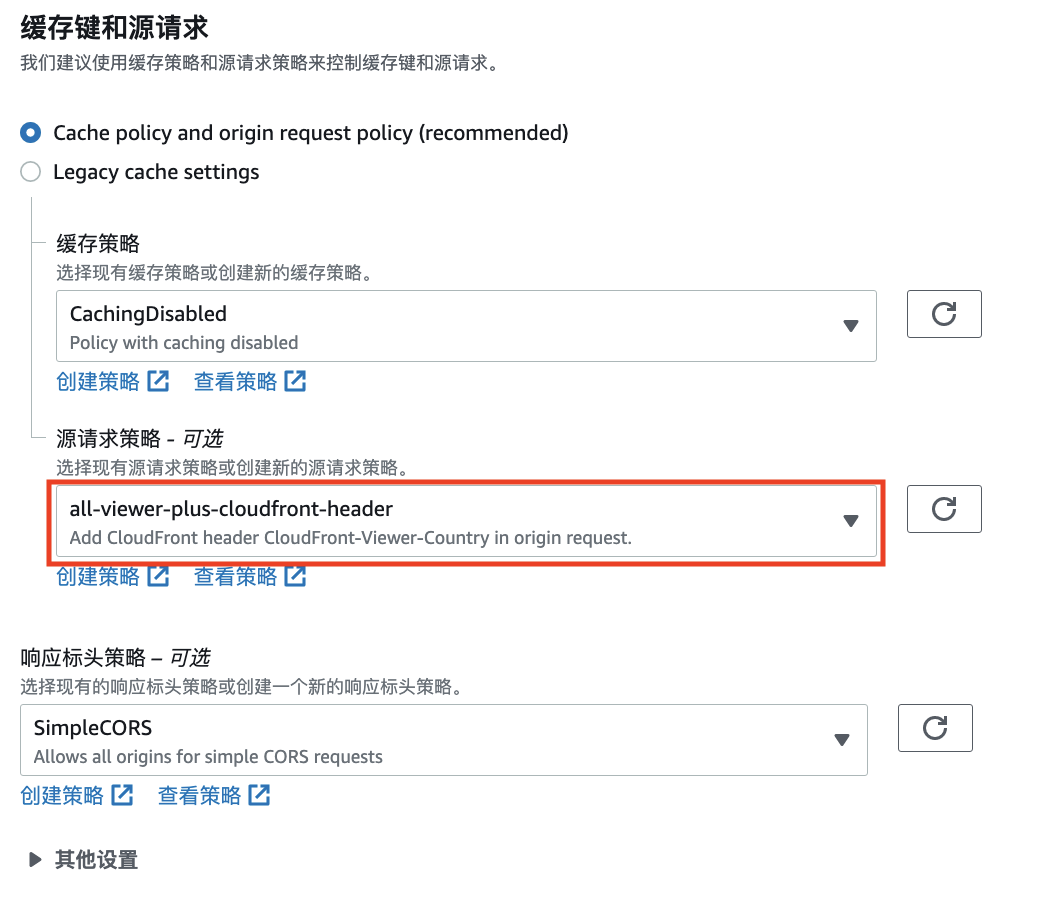 缓存键和源请求
我们建议使用缓存策略和源请求策略来控制缓存键和源请求。
Cache policy and origin request policy (recommended)
Legacy cache settings
缓存策略
选择现有缓存策略或创建新的缓存策略。
CachingDisabled
Policy with caching disabled
创建策略 查看策略
源请求策略 - 可选
选择现有源请求策略或创建新的源请求策略。
all-viewer-plus-cloudfront-header
Add CloudFront header CloudFront-Viewer-Country in origin request.
创建策略 查看策略
响应标头策略 – 可选
选择现有的响应标头策略或创建一个新的响应标头策略。
SimpleCORS
Allows all origins for simple CORS requests
创建策略 查看策略
其他设置